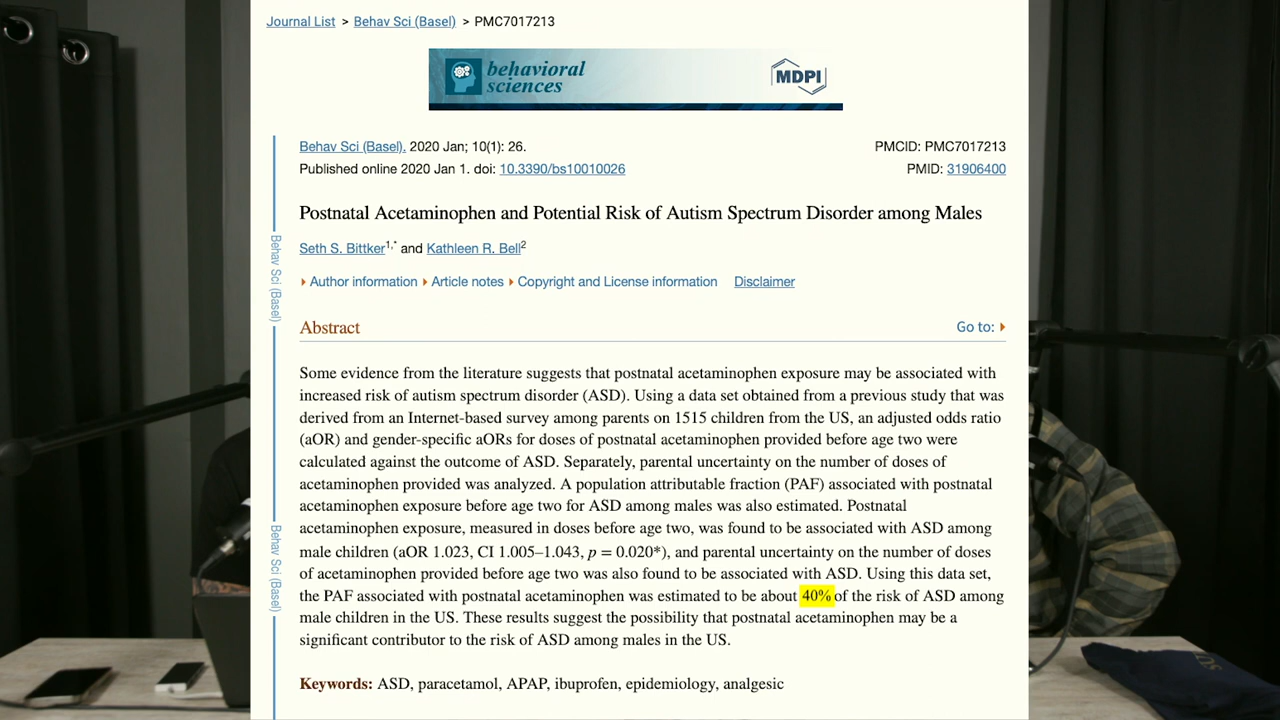 Journal List > Behav Sci (Basel) > PMC7017213
behavioral
sciences
MDPI
Behav Sci (Basel). 2020 Jan; 10(1): 26.
PMCID: PMC7017213
Published online 2020 Jan 1. doi: 10.3390/bs10010026
PMID: 31906400
Postnatal Acetaminophen and Potential Risk of Autism Spectrum Disorder among Males
Seth S. Bittker1,* and Kathleen R. Bell2
Author information Article notes Copyright and License information Disclaimer
Abstract
Go to:
Some evidence from the literature suggests that postnatal acetaminophen exposure may be associated with
increased risk of autism spectrum disorder (ASD). Using a data set obtained from a previous study that was
derived from an Internet-based survey among parents on 1515 children from the US, an adjusted odds ratio
(aOR) and gender-specific aORs for doses of postnatal acetaminophen provided before age two were
calculated against the outcome of ASD. Separately, parental uncertainty on the number of doses of
acetaminophen provided was analyzed. A population attributable fraction (PAF) associated with postnatal
acetaminophen exposure before age two for ASD among males was also estimated. Postnatal
acetaminophen exposure, measured in doses before age two, was found to be associated with ASD among
male children (aOR 1.023, CI 1.005–1.043, p = 0.020*), and parental uncertainty on the number of doses
of acetaminophen provided before age two was also found to be associated with ASD. Using this data set,
the PAF associated with postnatal acetaminophen was estimated to be about 40% of the risk of ASD among
male children in the US. These results suggest the possibility that postnatal acetaminophen may be a
significant contributor to the risk of ASD among males in the US.
Keywords: ASD, paracetamol, APAP, ibuprofen, epidemiology, analgesic
Behav Sci (Basel)
Behav Sci (Basel)